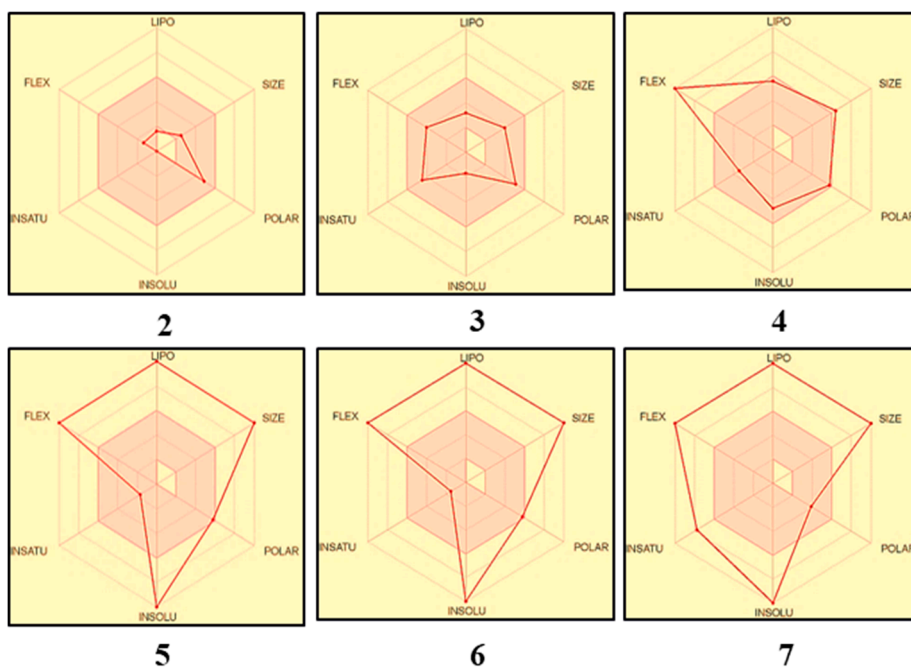 LIPO
FLEX
SIZE
INSATU
POLAR
INSOLU
2
LIPO
FLEX
SIZE
INSATU
POLAR
INSOLU
3
LIPO
FLEX
SIZE
INSATU
POLAR
INSOLU
4
LIPO
FLEX
SIZE
INSATU
POLAR
INSOLU
5
LIPO
FLEX
SIZE
INSATU
POLAR
INSOLU
6
LIPO
FLEX
SIZE
INSATU
POLAR
INSOLU
7